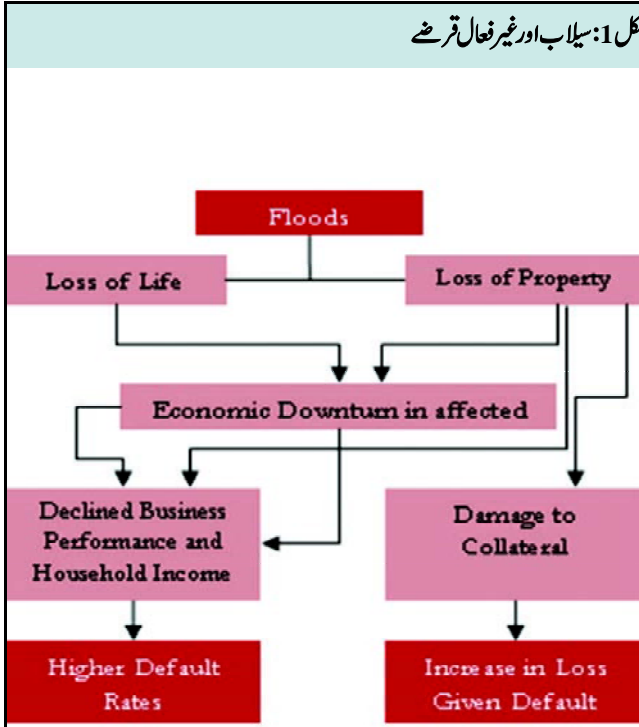 شکل 1: سیلاب اور غیر فعال قرضے
Floods
Loss of Life
Loss of Property
Economic Downturn in affected
Declined Business
Performance and
Household Income
Damage to
Collateral
Higher Default
Rates
Increase in Loss
Given Default